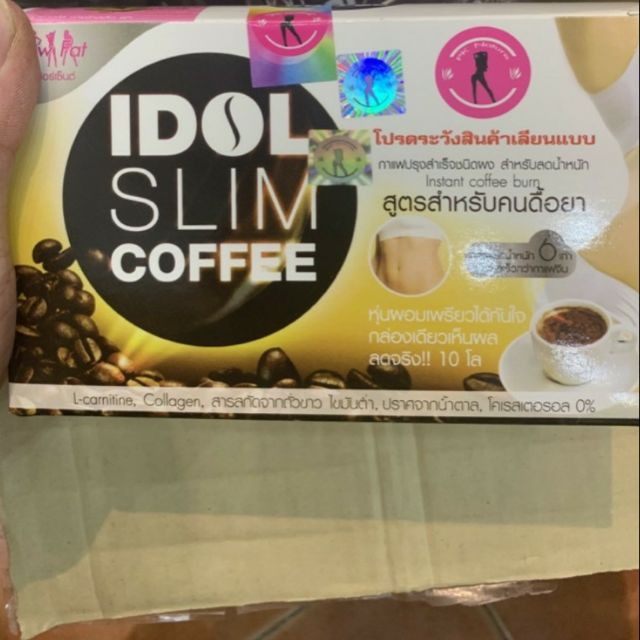 IDOL
SLIM
COFFEE
โปรดระวังสินค้าเลียนแบบ
กาแฟปรุงสำเร็จชนิดผง สำหรับลดน้ำหนัก
Instant coffee burn
สูตรสำหรับคนดื้อยา
6 เท่า
หุ่นผอมเพรียวได้ทันใจ
กล่องเดียวเห็นผล
ลดจริง!! 10 โล
L-carnitine, Collagen, สารสกัดจากถั่วขาว ไขมันต่ำ, ปราศจากน้ำตาล, โคเรสเตอรอล 0%